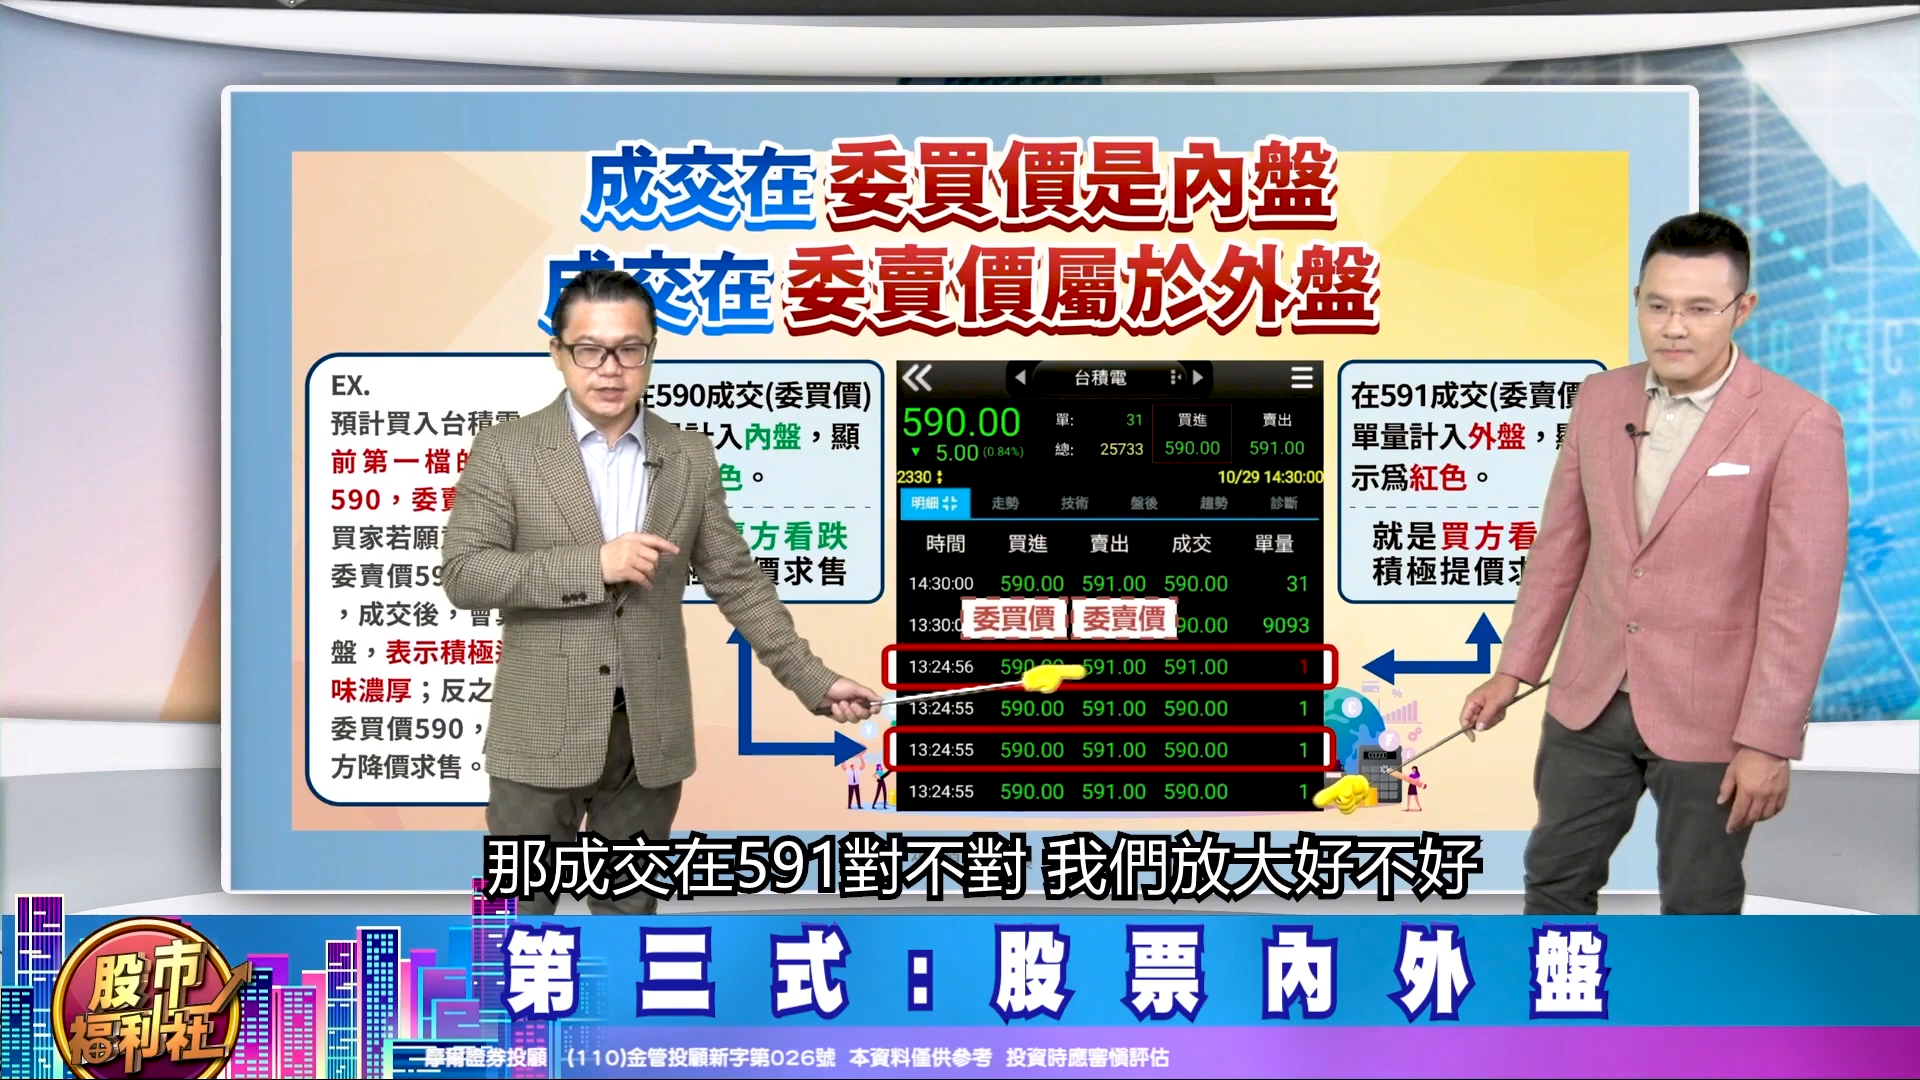 成交在委買價是內盤
成交在委賣價屬於外盤
EX.
預計買入台積電
前第一檔的
590，委賣
買家若願
委賣價59
，成交後，會
盤，表示積極
味濃厚；反之
委買價590，
方降價求售。
在590成交(委買價)
計入內盤，顯
色。
方看跌
價求售
台積電
590.00
▼ 5.00 (0.84%)
單: 31
總: 25733
買進
590.00
賣出
591.00
2330
10/29 14:30:00
明細 走勢 技術 盤後 趨勢 診斷
時間 買進 賣出 成交 單量
14:30:00 590.00 591.00 590.00 31
委買價 委賣價
13:30:0 90.00 9093
13:24:56 590.00 591.00 591.00 1
13:24:55 590.00 591.00 590.00 1
13:24:55 590.00 591.00 590.00 1
13:24:55 590.00 591.00 590.00 1
在591成交(委賣價
單量計入外盤，顯
示為紅色。
就是買方看
積極提價求
那成交在591對不對 我們放大好不好
第三式：股票內外盤
股市
福利社
摩爾證券投顧 (110)金管投顧新字第026號 本資料僅供參考 投資時應審慎評估